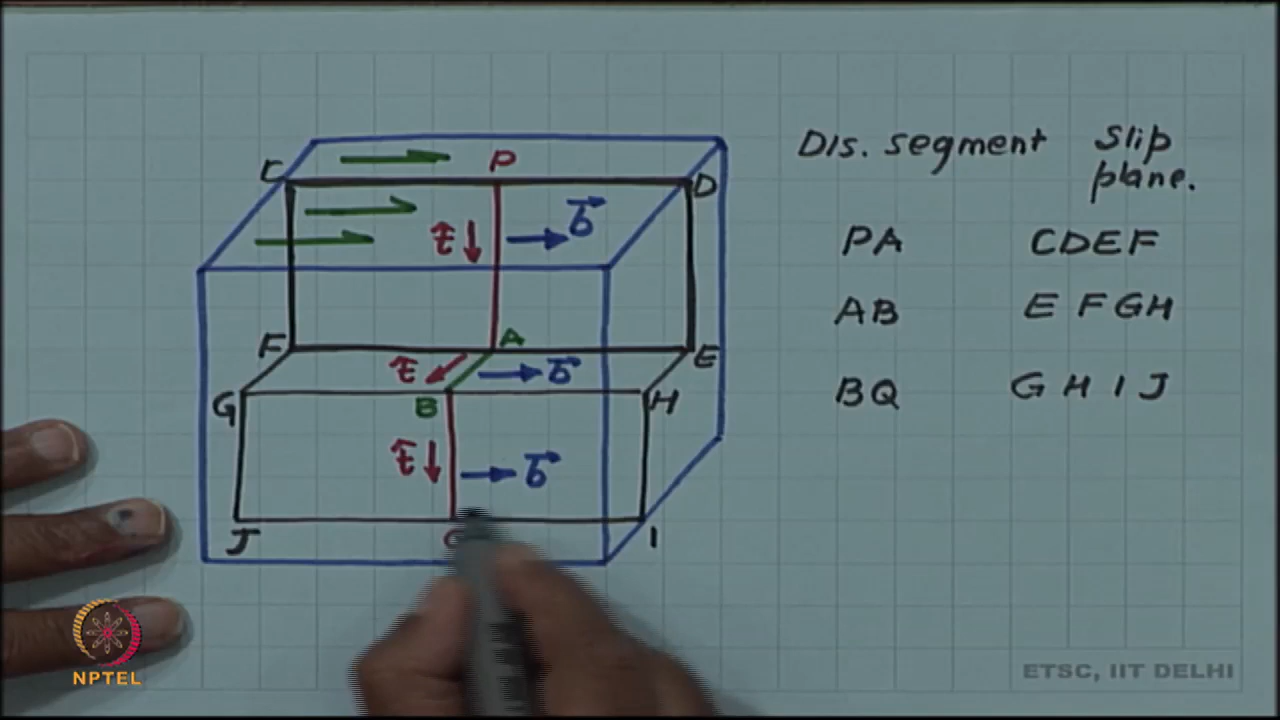 Dis. segment Slip plane.
PA CDEF
AB EFGH
BQ GHIJ
C P D
t̂ b⃗
F A E
t̂ b⃗
G B H
t̂ b⃗
J I
NPTEL
ETSC, IIT DELHI